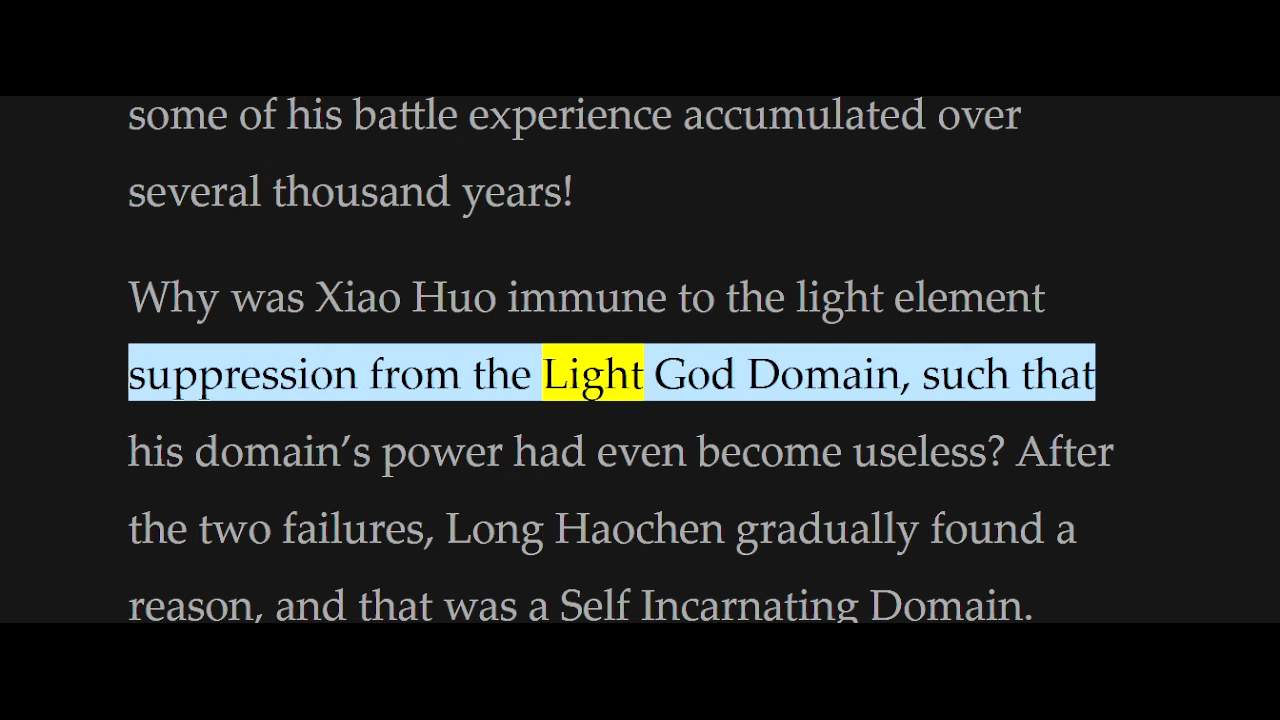 some of his battle experience accumulated over
several thousand years!
Why was Xiao Huo immune to the light element
suppression from the Light God Domain, such that
his domain’s power had even become useless? After
the two failures, Long Haochen gradually found a
reason, and that was a Self Incarnating Domain.